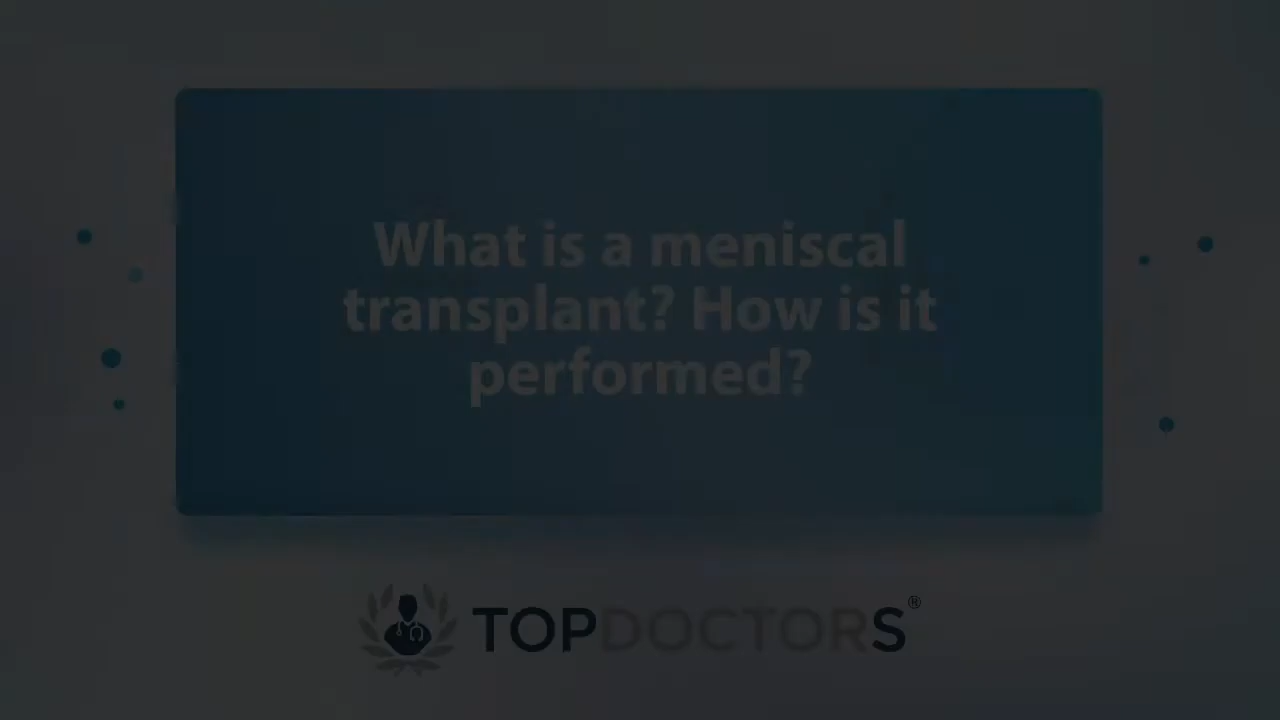 What is a meniscal
transplant? How is it
performed?
TOPDOCTORS®